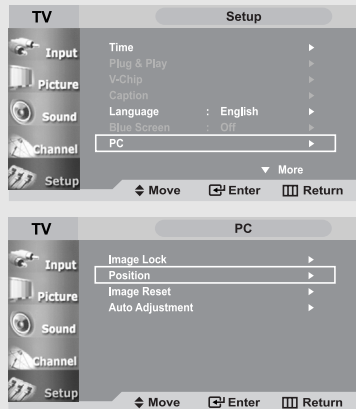 TV Setup
Input
Picture
Sound
Channel
Setup
Time
Plug & Play
V-Chip
Caption
Language : English
Blue Screen : Off
PC
More
Move Enter Return
TV PC
Input
Picture
Sound
Channel
Setup
Image Lock
Position
Image Reset
Auto Adjustment
Move Enter Return